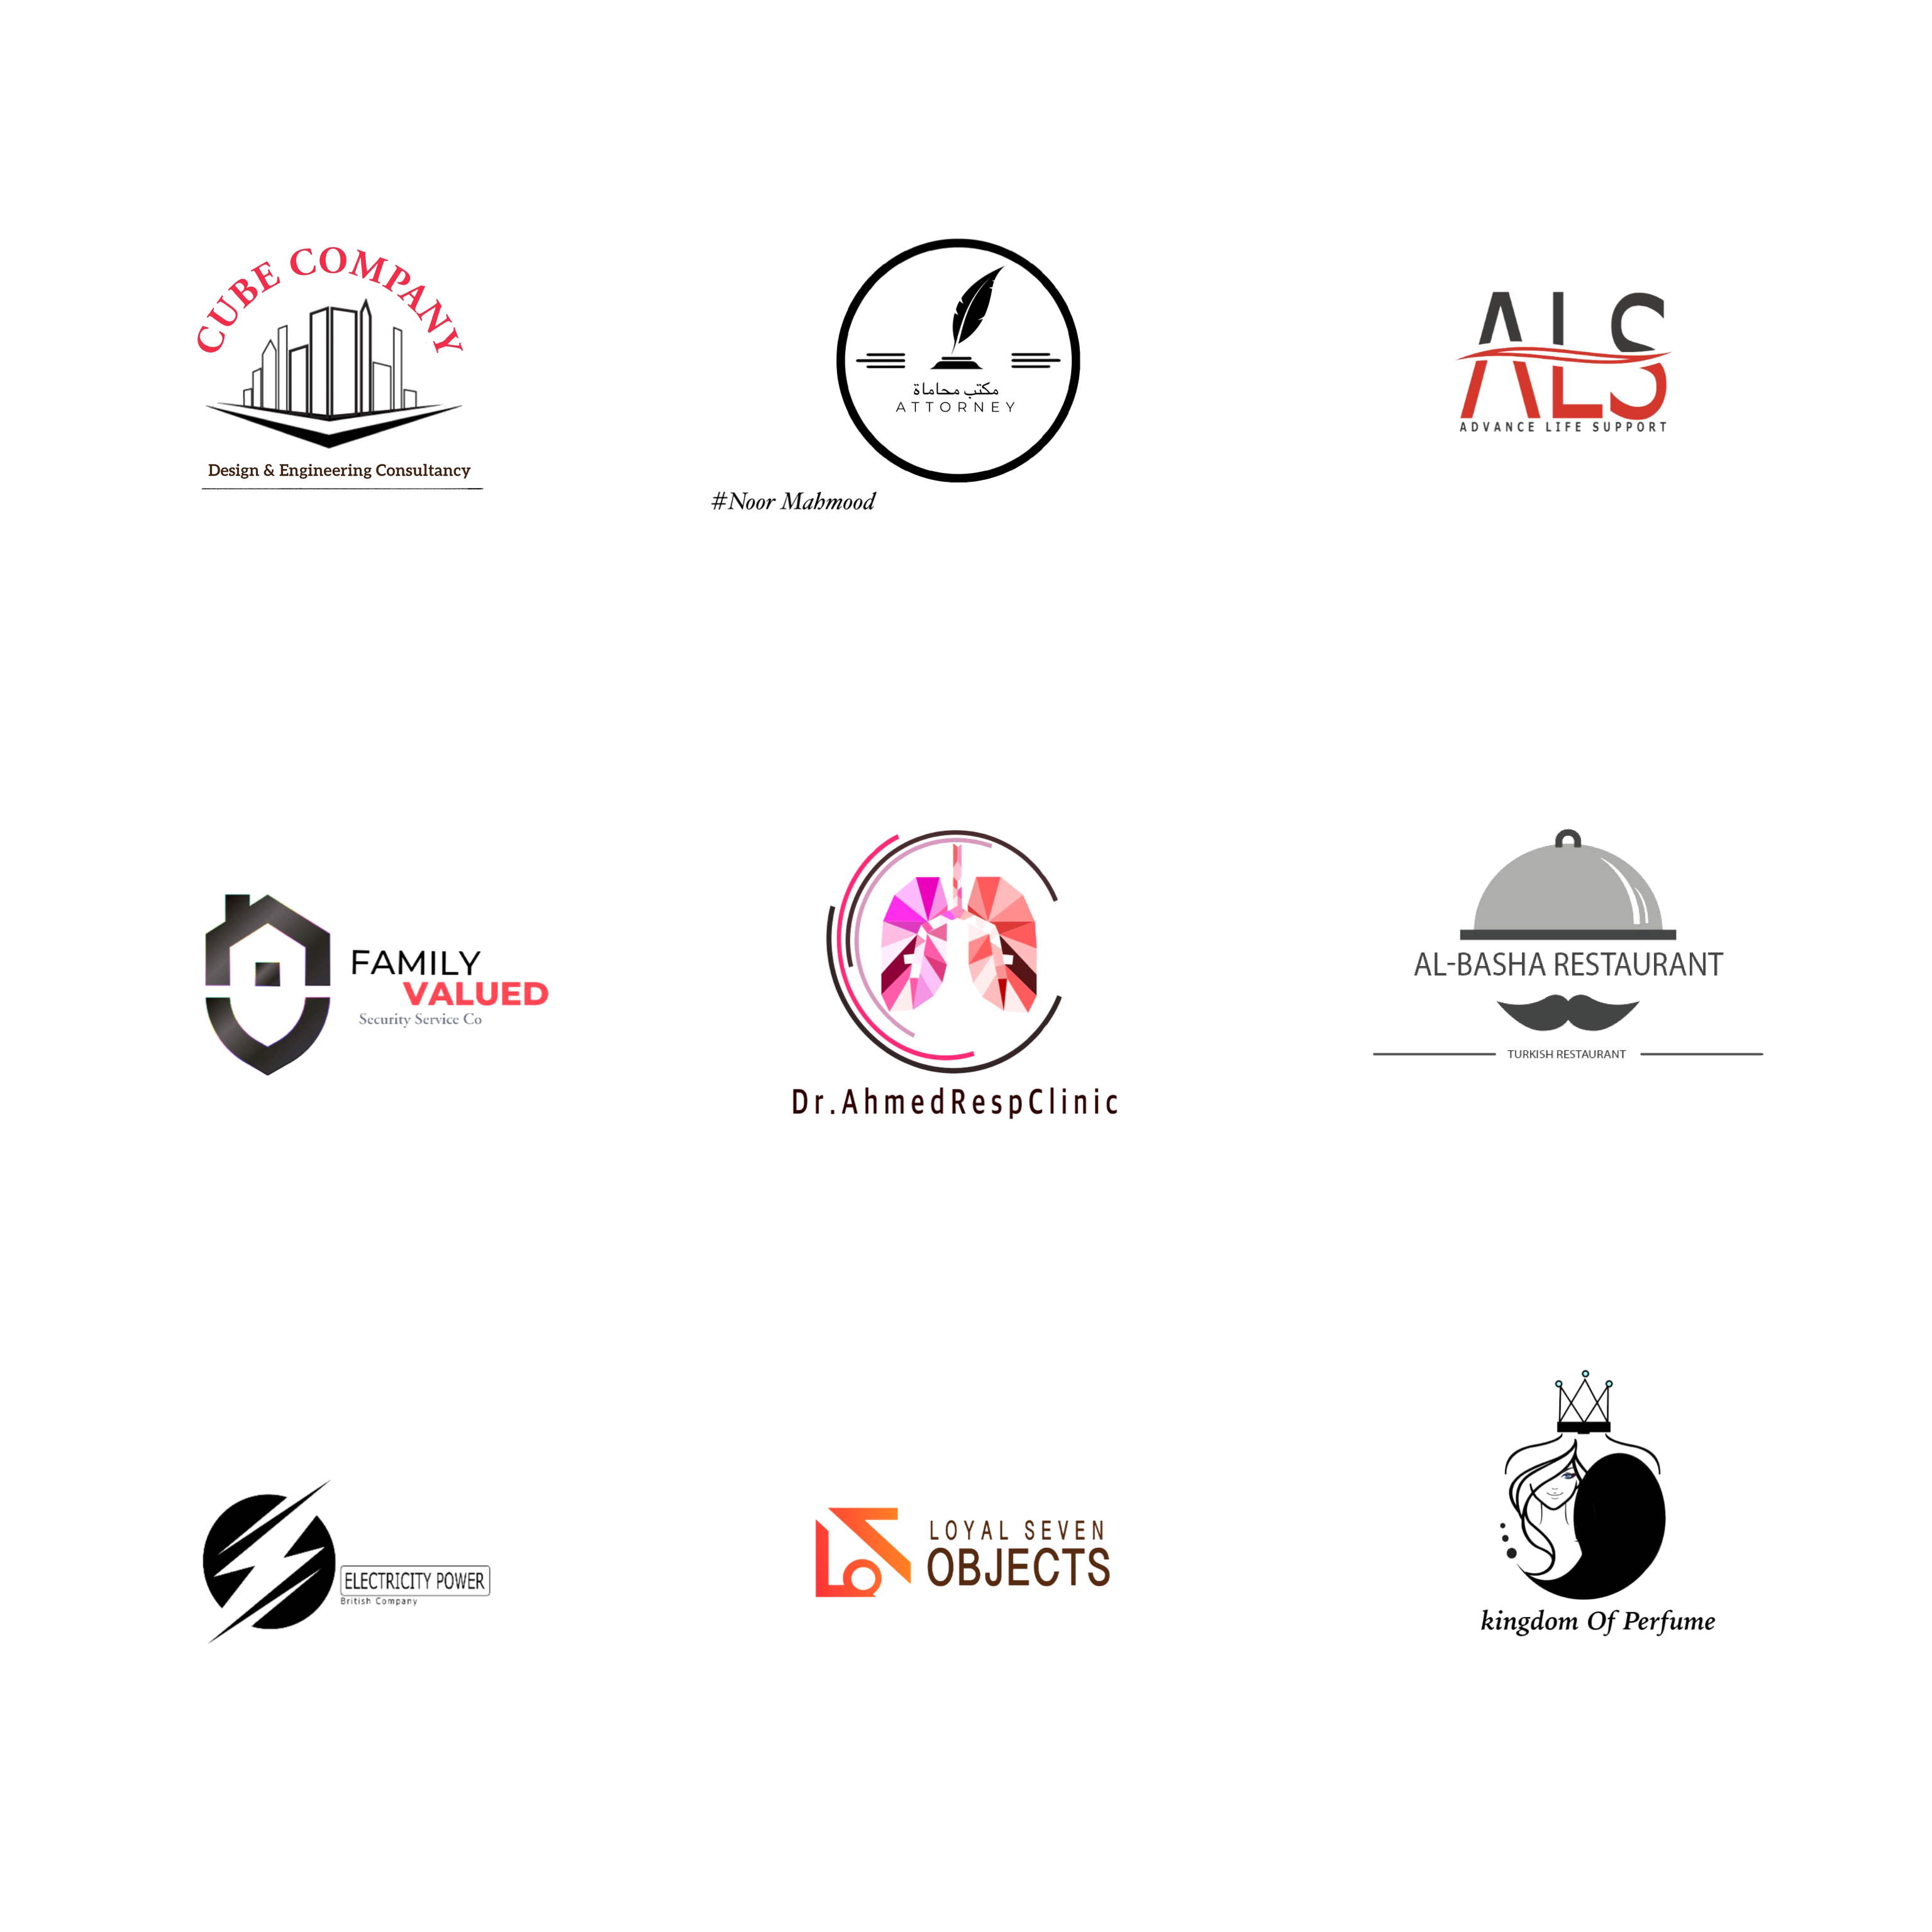 CUBE COMPANY
Design & Engineering Consultancy
مكتب محاماة
ATTORNEY
#Noor Mahmood
ALS
ADVANCE LIFE SUPPORT
FAMILY
VALUED
Security Service Co
Dr.AhmedRespClinic
AL-BASHA RESTAURANT
TURKISH RESTAURANT
ELECTRICITY POWER
British Company
LOYAL SEVEN
OBJECTS
kingdom Of Perfume